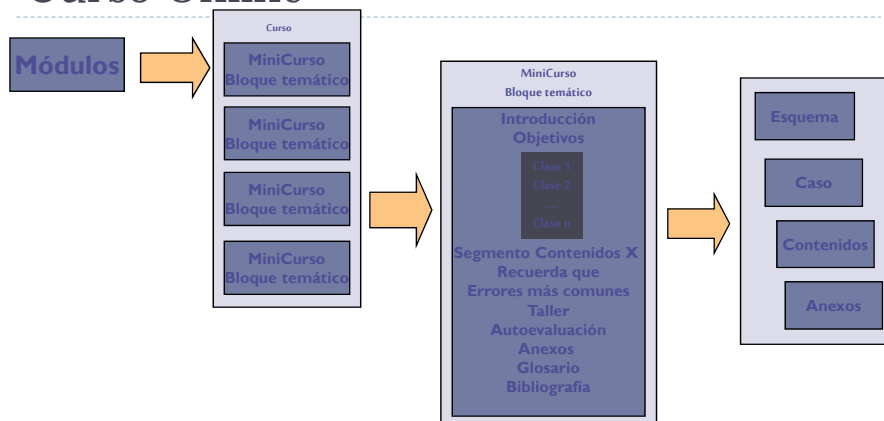 Curso Online
Módulos
Curso
MiniCurso
Bloque temático
MiniCurso
Bloque temático
MiniCurso
Bloque temático
MiniCurso
Bloque temático
MiniCurso
Bloque temático
Introducción
Objetivos
Clase 1
Clase 2
....
Clase n
Segmento Contenidos X
Recuerda que
Errores más comunes
Taller
Autoevaluación
Anexos
Glosario
Bibliografía
Esquema
Caso
Contenidos
Anexos